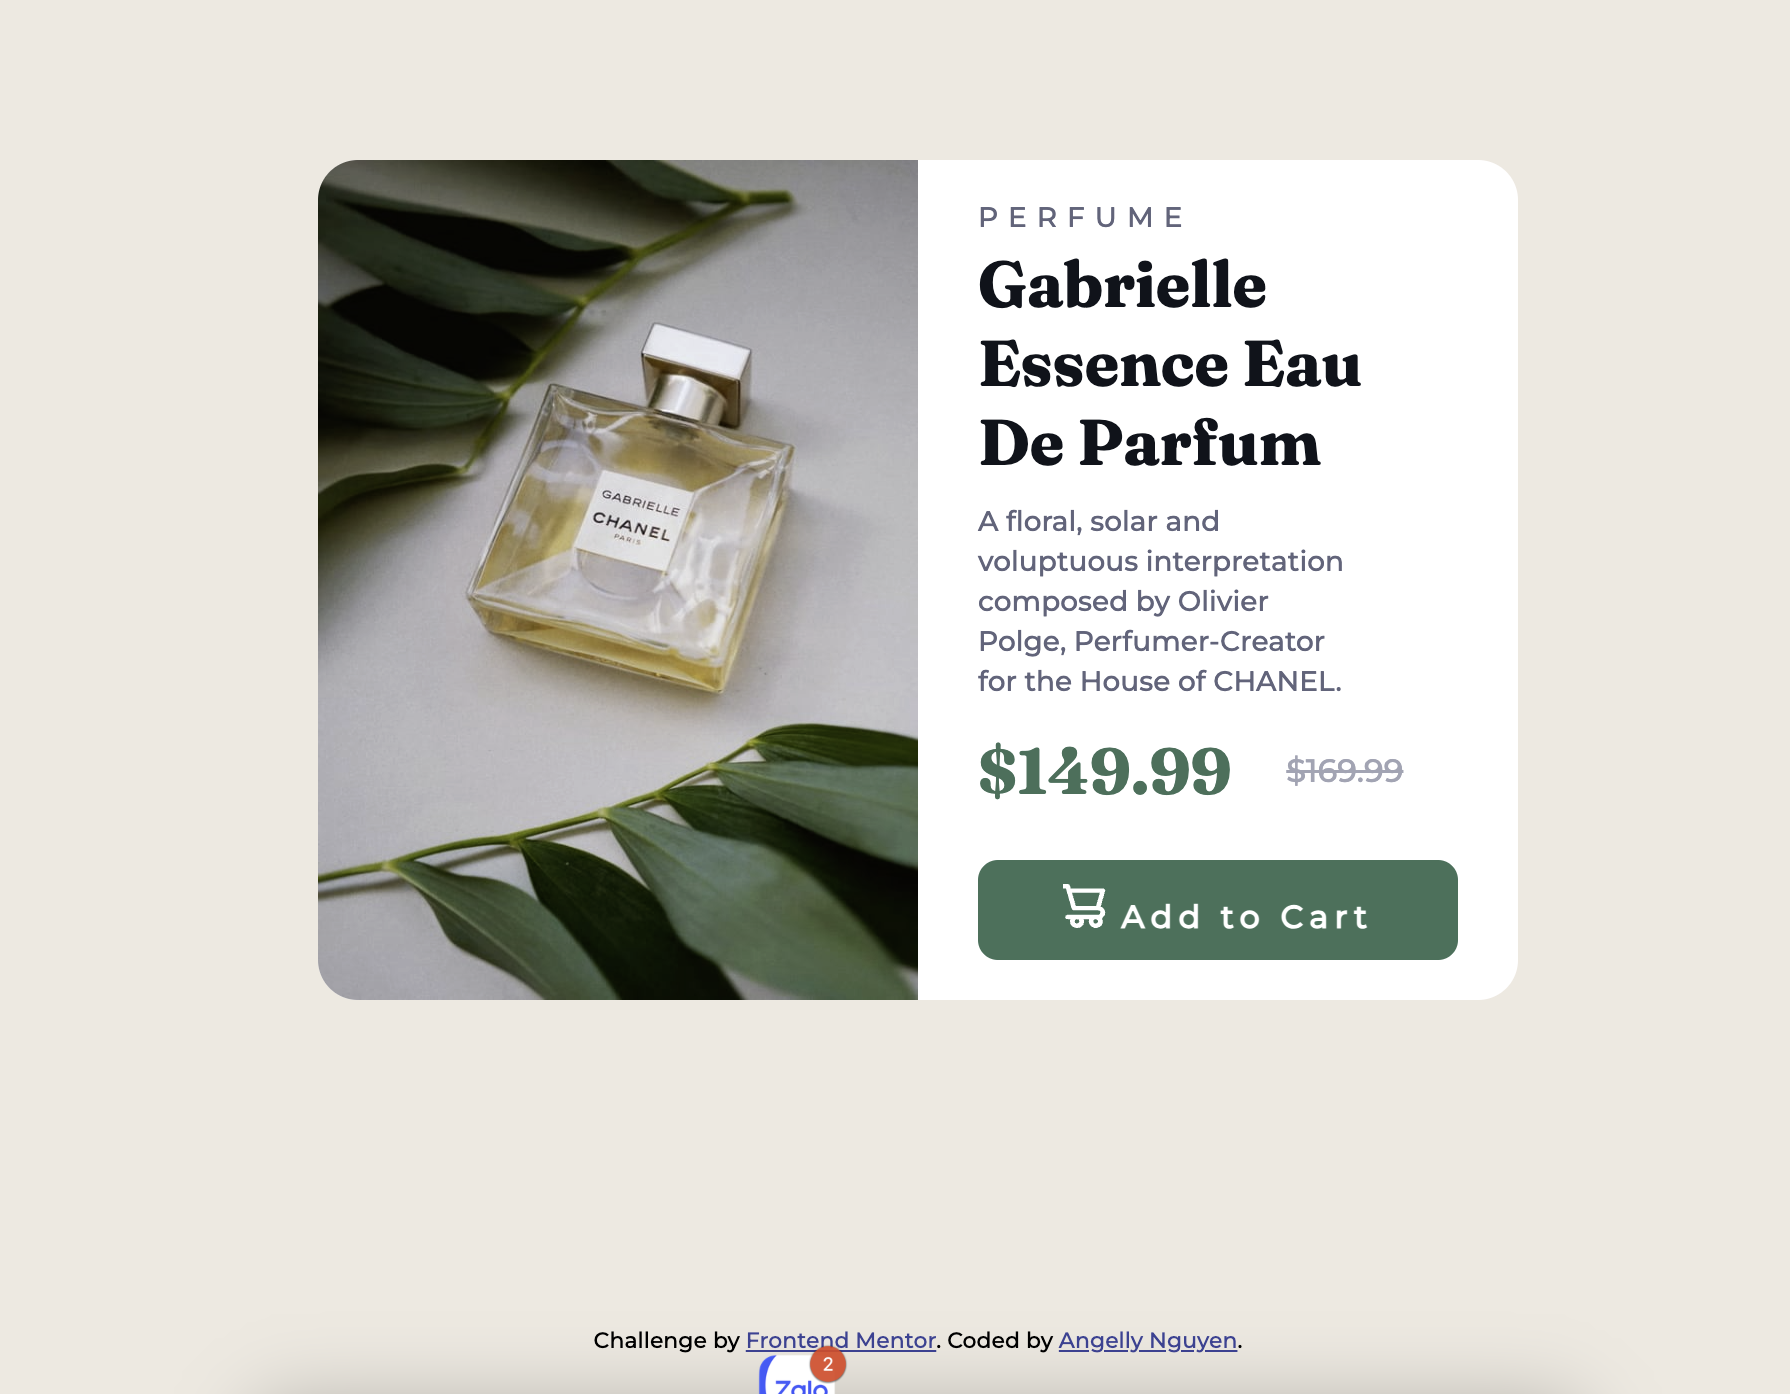 PERFUME
Gabrielle
Essence Eau
De Parfum
A floral, solar and
voluptuous interpretation
composed by Olivier
Polge, Perfumer-Creator
for the House of CHANEL.
$149.99 $169.99
Add to Cart
GABRIELLE
CHANEL
PARIS
Challenge by Frontend Mentor. Coded by Angelly Nguyen.
2
Zalo